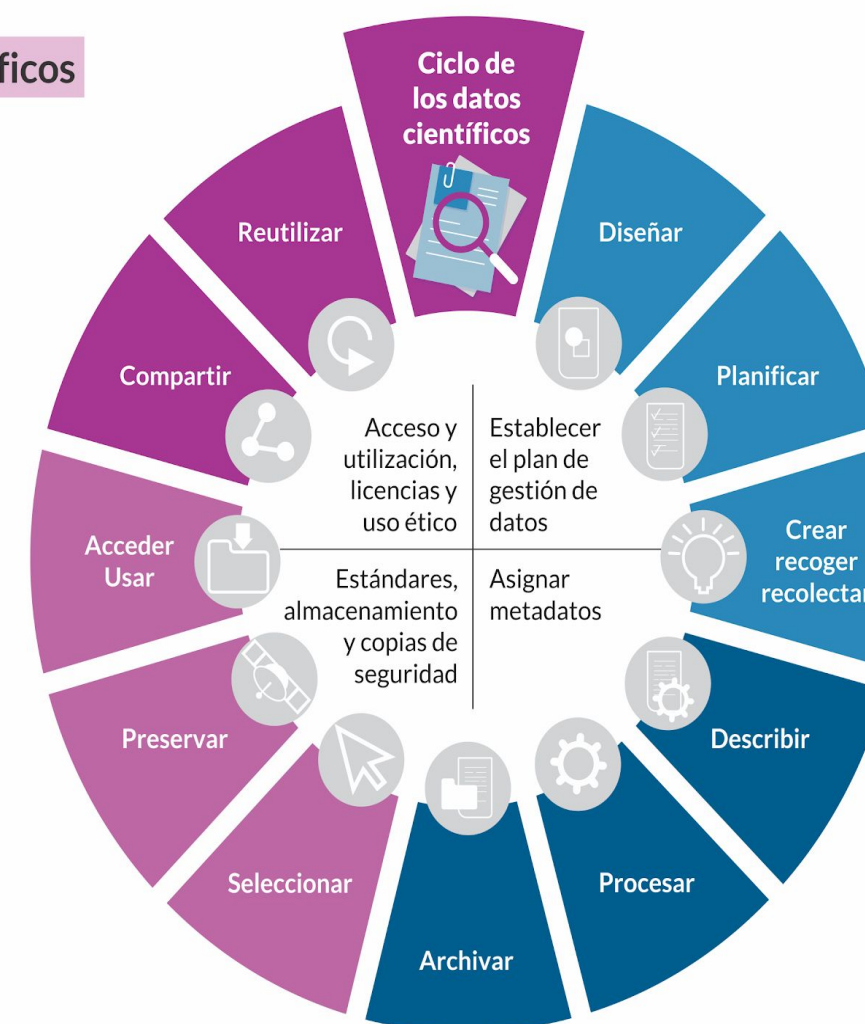 ficos
Ciclo de
los datos
científicos
Diseñar
Planificar
Crear
recoger
recolectar
Describir
Procesar
Archivar
Seleccionar
Preservar
Acceder
Usar
Compartir
Reutilizar
Acceso y
utilización,
licencias y
uso ético
Establecer
el plan de
gestión de
datos
Estándares,
almacenamiento
y copias de
seguridad
Asignar
metadatos